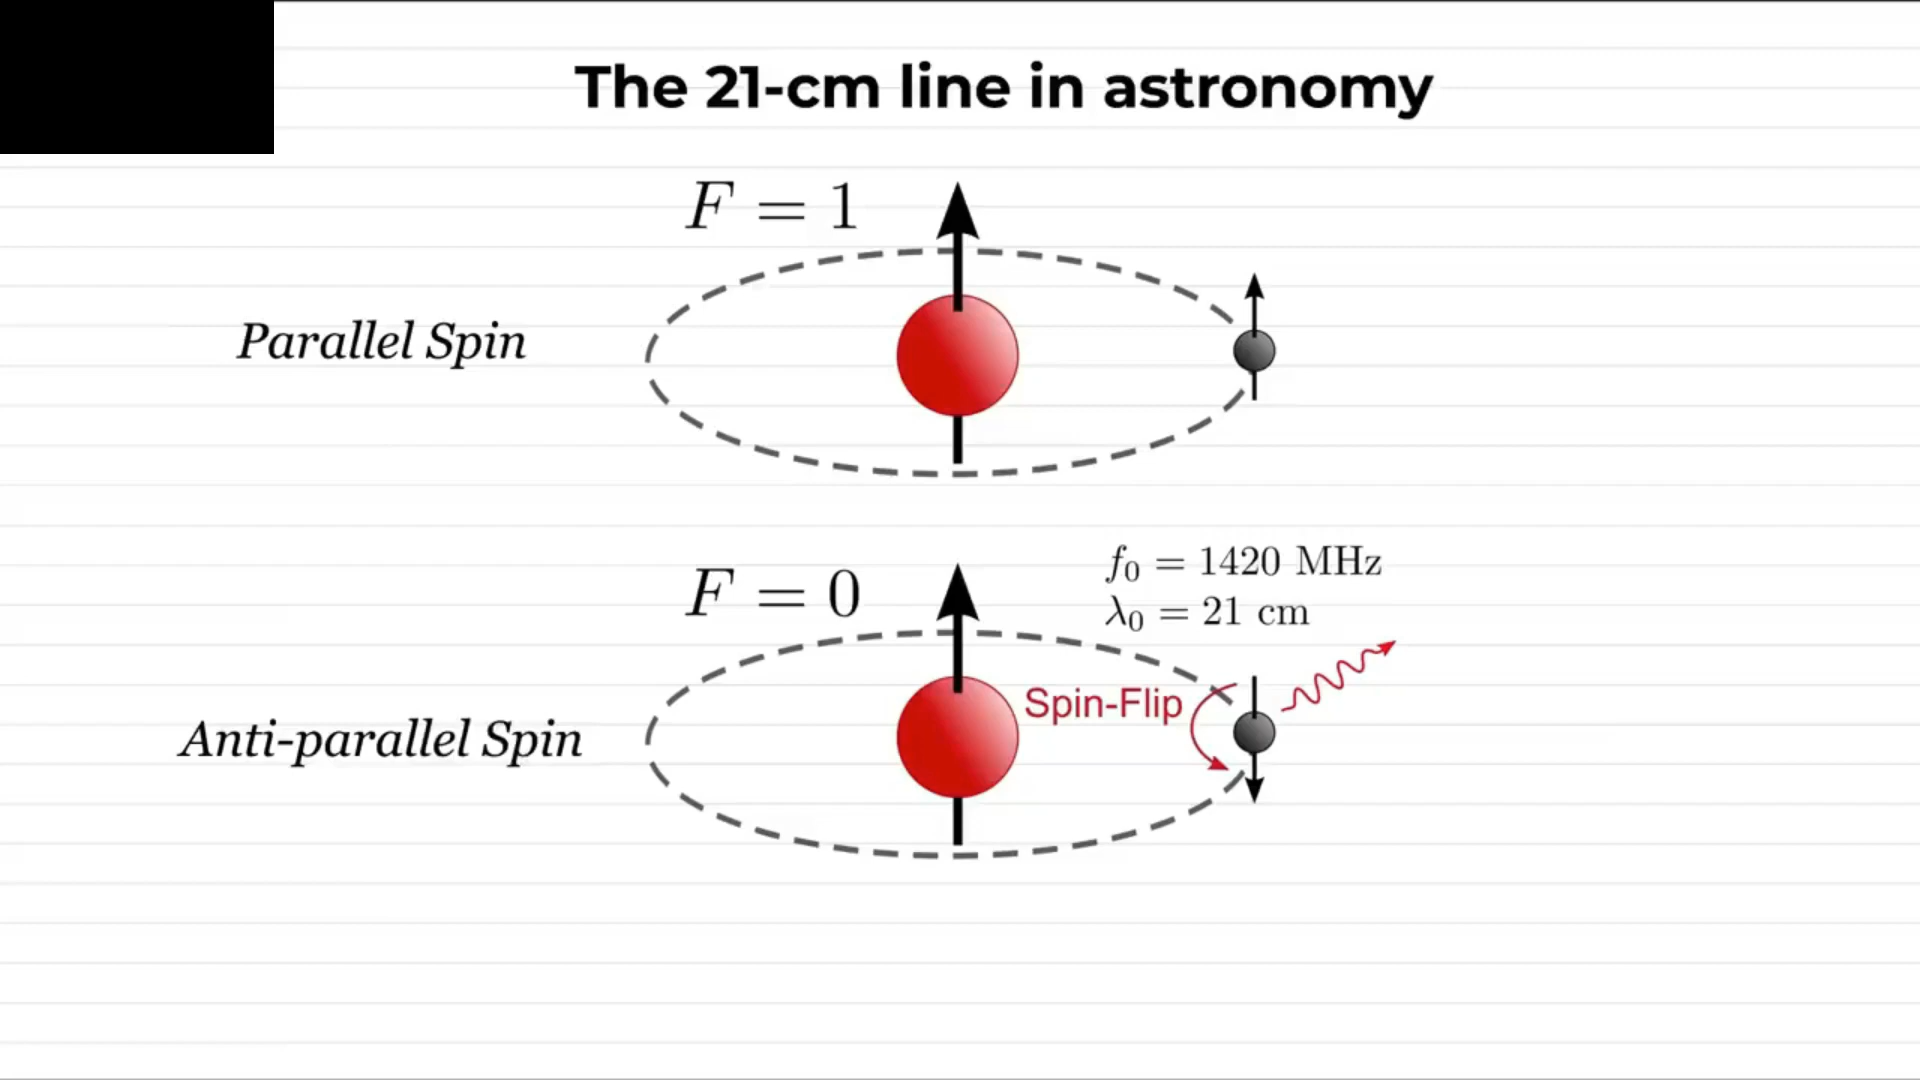 The 21-cm line in astronomy
F = 1
Parallel Spin
f₀ = 1420 MHz
F = 0
λ₀ = 21 cm
Spin-Flip
Anti-parallel Spin